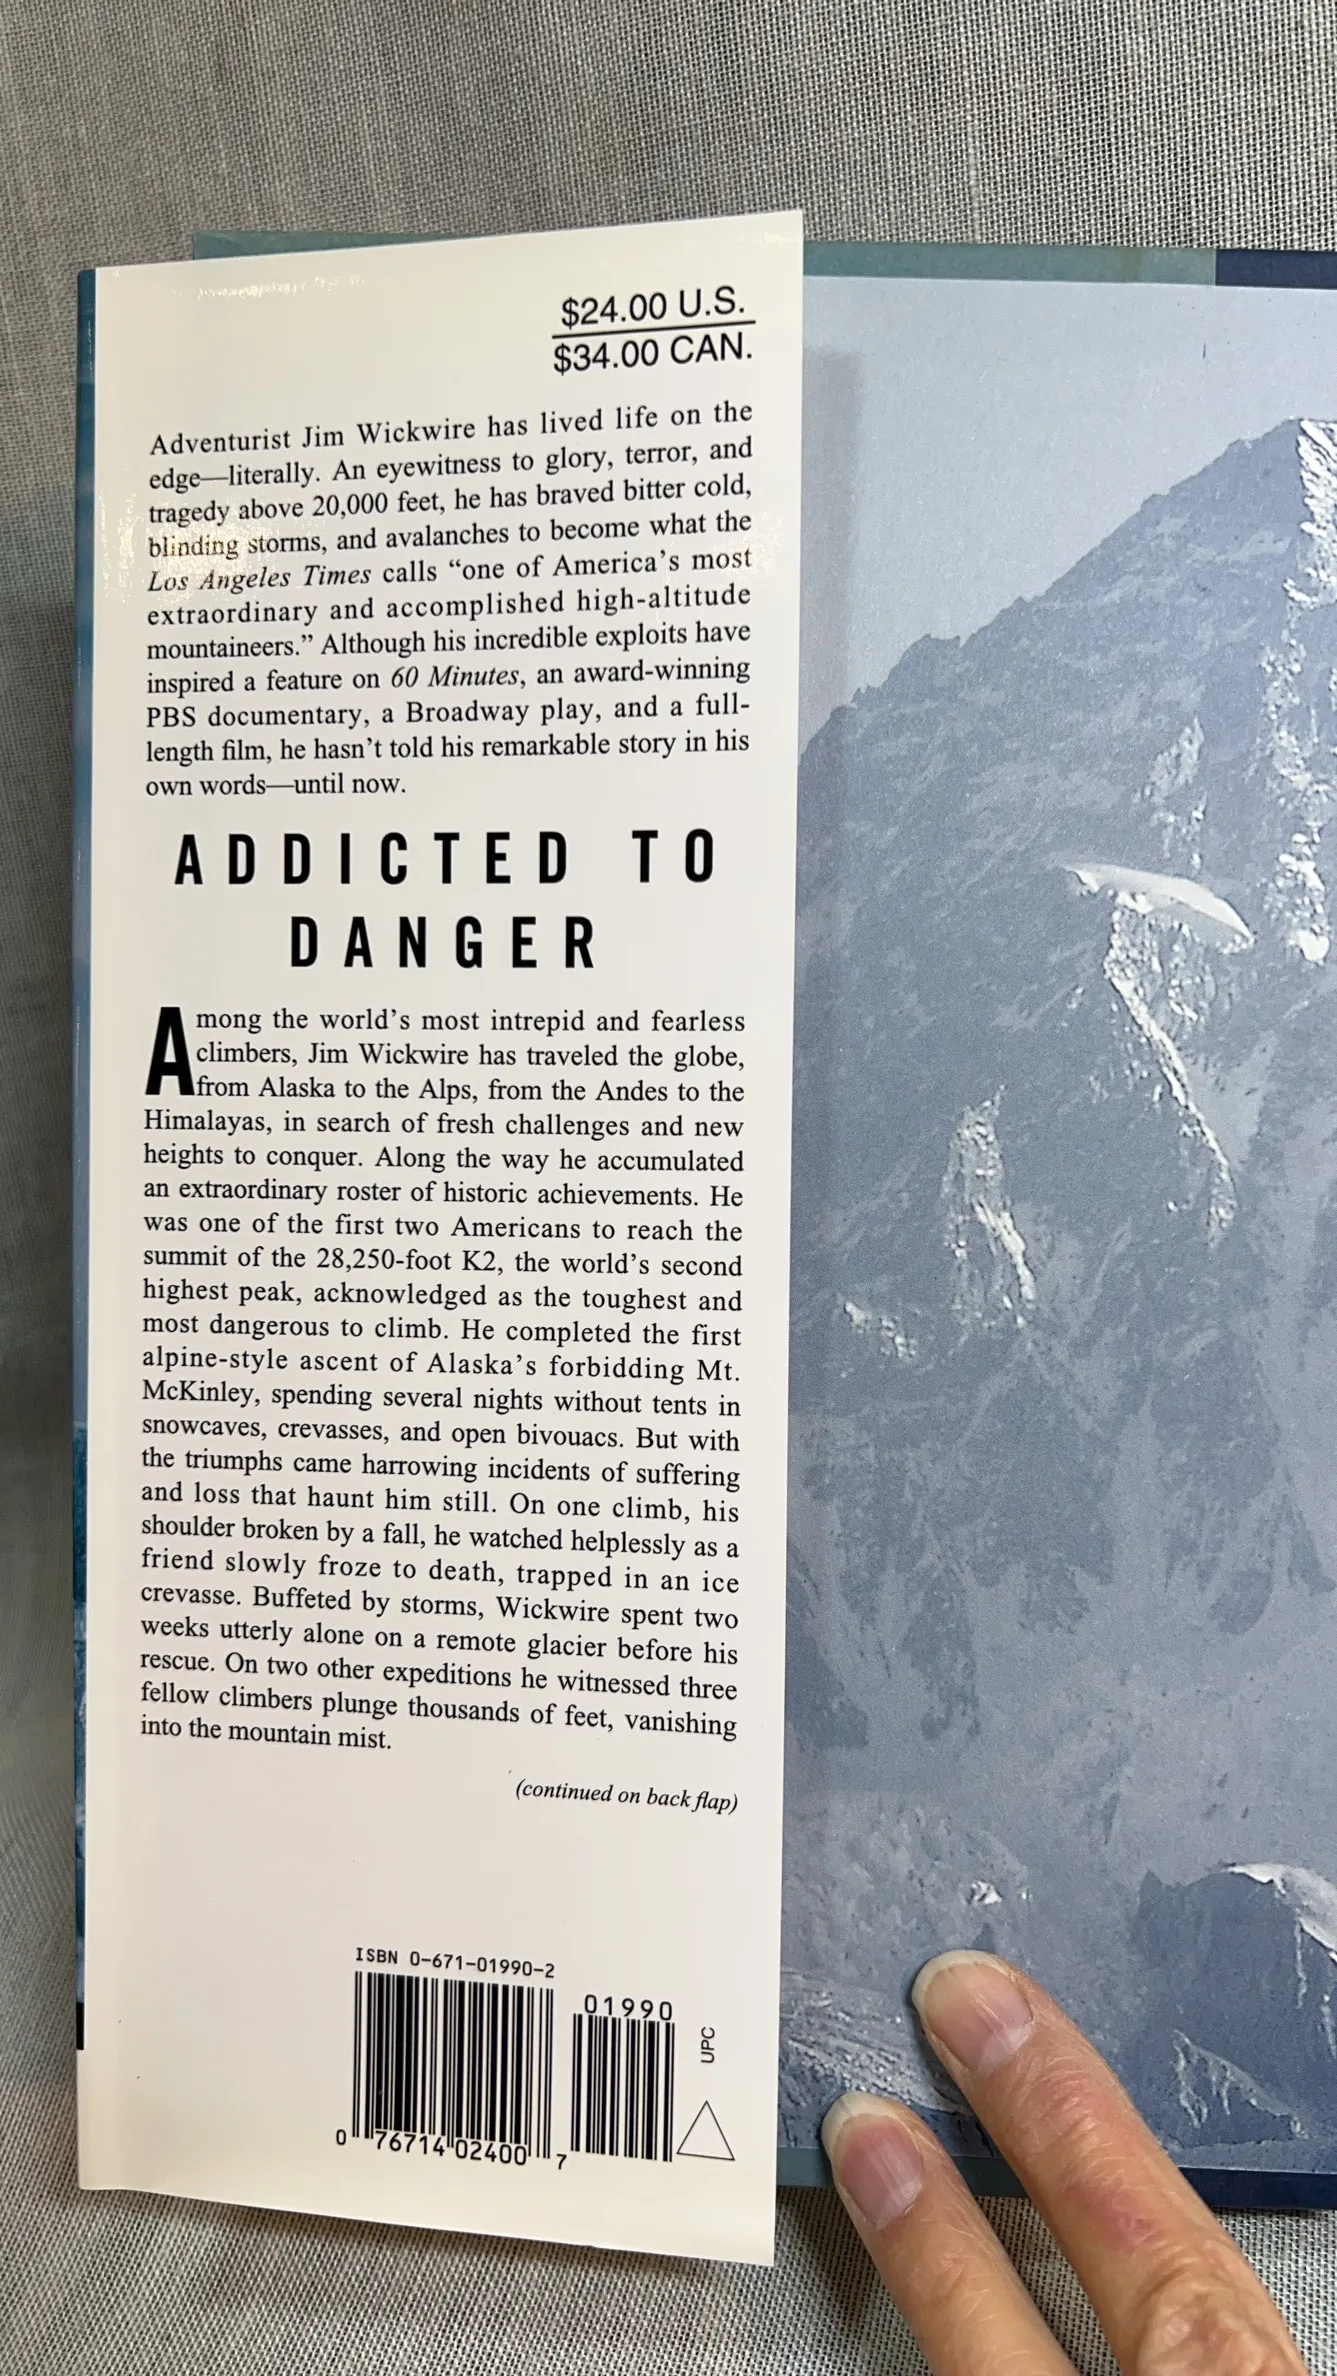 $24.00 U.S.
$34.00 CAN.
Adventurist Jim Wickwire has lived life on the
edge—literally. An eyewitness to glory, terror, and
tragedy above 20,000 feet, he has braved bitter cold,
blinding storms, and avalanches to become what the
Los Angeles Times calls “one of America’s most
extraordinary and accomplished high-altitude
mountaineers.” Although his incredible exploits have
inspired a feature on 60 Minutes, an award-winning
PBS documentary, a Broadway play, and a full-
length film, he hasn’t told his remarkable story in his
own words—until now.
ADDICTED TO
DANGER
Among the world’s most intrepid and fearless
climbers, Jim Wickwire has traveled the globe,
from Alaska to the Alps, from the Andes to the
Himalayas, in search of fresh challenges and new
heights to conquer. Along the way he accumulated
an extraordinary roster of historic achievements. He
was one of the first two Americans to reach the
summit of the 28,250-foot K2, the world’s second
highest peak, acknowledged as the toughest and
most dangerous to climb. He completed the first
alpine-style ascent of Alaska’s forbidding Mt.
McKinley, spending several nights without tents in
snowcaves, crevasses, and open bivouacs. But with
the triumphs came harrowing incidents of suffering
and loss that haunt him still. On one climb, his
shoulder broken by a fall, he watched helplessly as a
friend slowly froze to death, trapped in an ice
crevasse. Buffeted by storms, Wickwire spent two
weeks utterly alone on a remote glacier before his
rescue. On two other expeditions he witnessed three
fellow climbers plunge thousands of feet, vanishing
into the mountain mist.
(continued on back flap)
ISBN 0-671-01990-2
01990
UPC
0 76714 02400 7